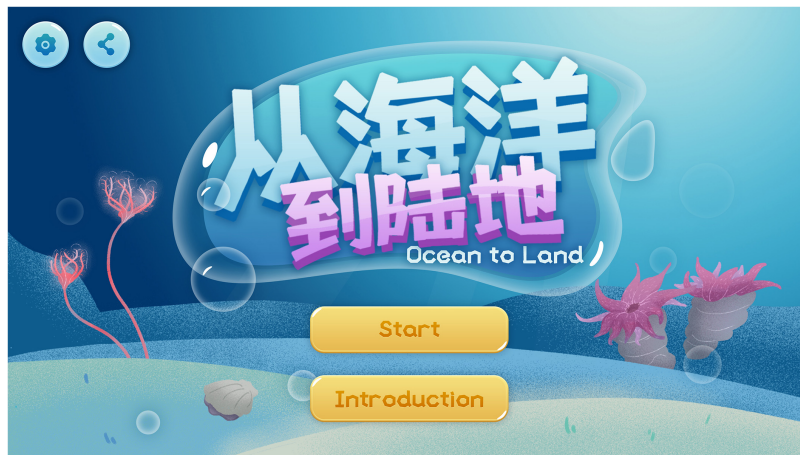 从海洋
到陆地
Ocean to Land
Start
Introduction